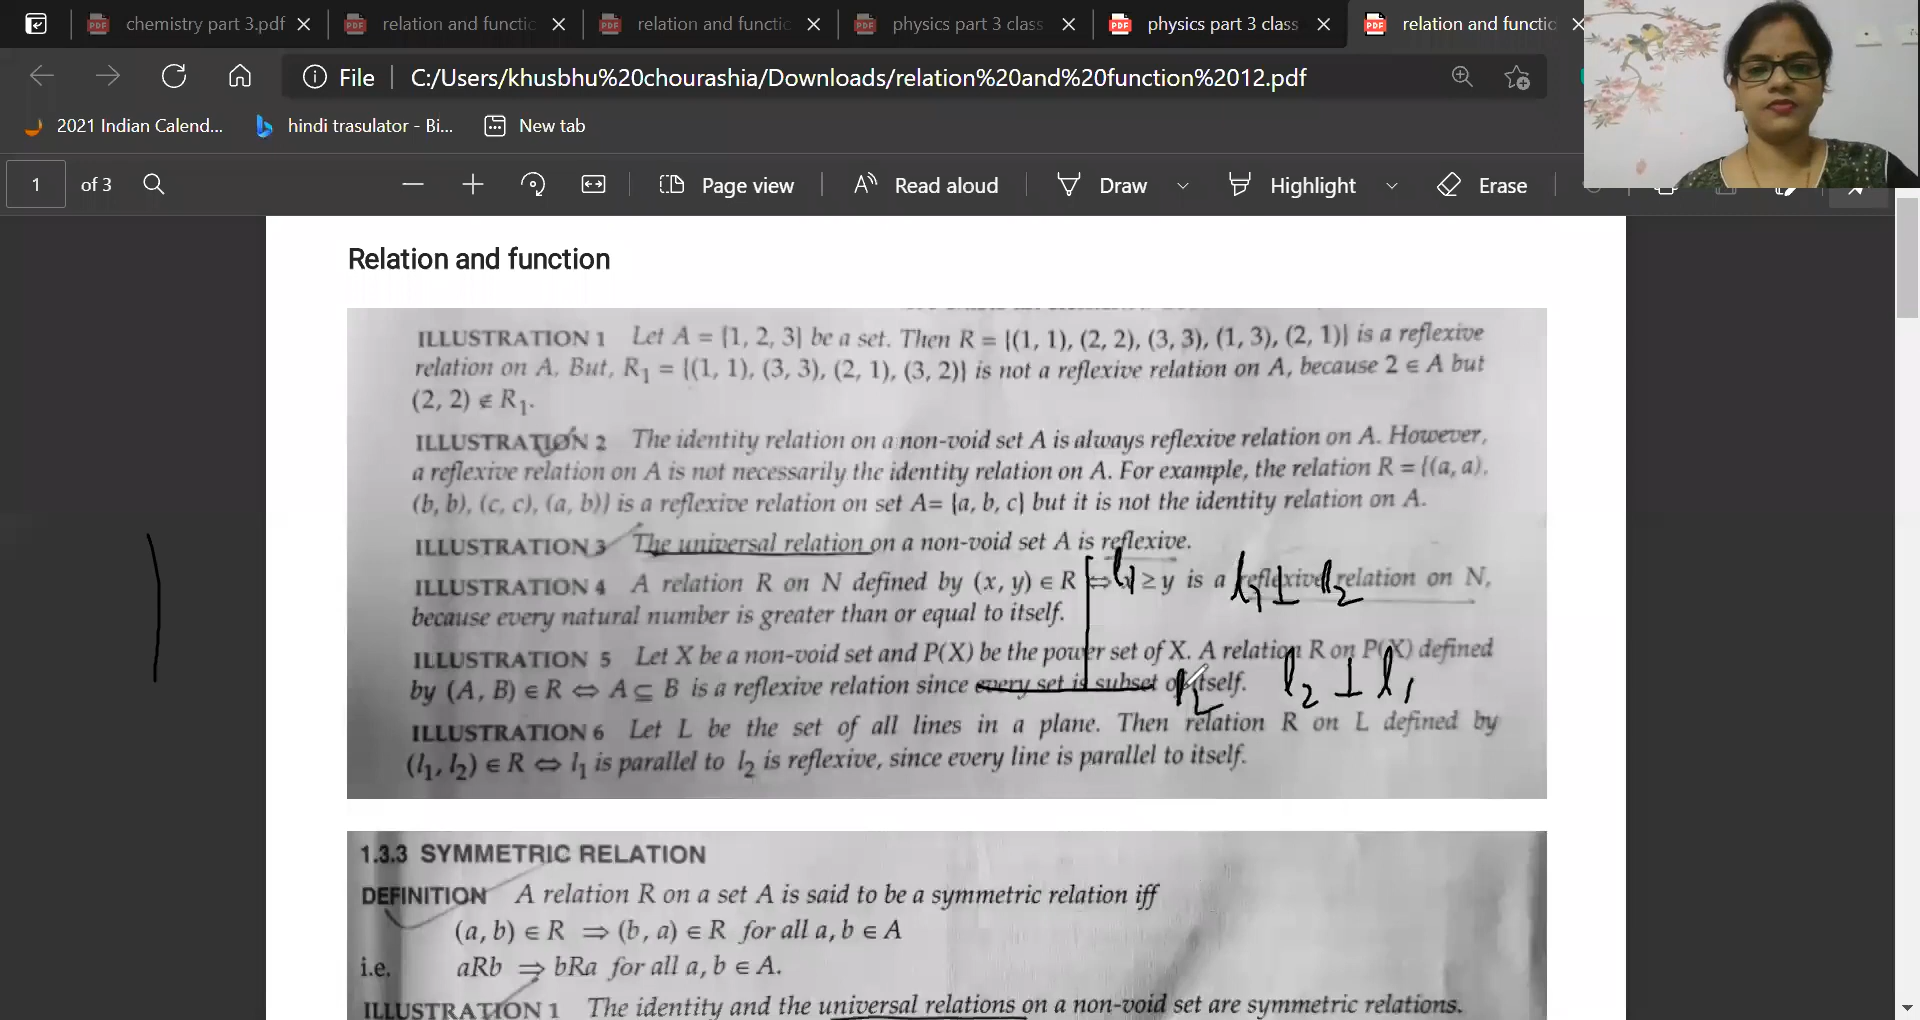 chemistry part 3.pdf
relation and functic
relation and functic
physics part 3 class
physics part 3 class
relation and functic
File C:/Users/khusbhu%20chourashia/Downloads/relation%20and%20function%2012.pdf
2021 Indian Calend...
hindi trasulator - Bi...
New tab
1 of 3
Page view
Read aloud
Draw
Highlight
Erase
Relation and function
ILLUSTRATION 1 Let A = {1, 2, 3} be a set. Then R = {(1, 1), (2, 2), (3, 3), (1, 3), (2, 1)} is a reflexive
relation on A. But, R₁ = {(1, 1), (3, 3), (2, 1), (3, 2)} is not a reflexive relation on A, because 2 ∈ A but
(2, 2) ∉ R₁.
ILLUSTRATION 2 The identity relation on a non-void set A is always reflexive relation on A. However,
a reflexive relation on A is not necessarily the identity relation on A. For example, the relation R = {(a, a),
(b, b), (c, c), (a, b)} is a reflexive relation on set A= {a, b, c} but it is not the identity relation on A.
ILLUSTRATION 3 The universal relation on a non-void set A is reflexive.
ILLUSTRATION 4 A relation R on N defined by (x, y) ∈ R ⇔ ≥ y is a reflexive relation on N,
l₁ l₁ ⊥ l₂
because every natural number is greater than or equal to itself.
ILLUSTRATION 5 Let X be a non-void set and P(X) be the power set of X. A relation R on P(X) defined
by (A, B) ∈ R ⇔ A ⊆ B is a reflexive relation since every set is subset of itself.
l₂ l₂ ⊥ l₁
ILLUSTRATION 6 Let L be the set of all lines in a plane. Then relation R on L defined by
(l₁, l₂) ∈ R ⇔ l₁ is parallel to l₂ is reflexive, since every line is parallel to itself.
1.3.3 SYMMETRIC RELATION
DEFINITION A relation R on a set A is said to be a symmetric relation iff
(a, b) ∈ R ⇒ (b, a) ∈ R for all a, b ∈ A
i.e. aRb ⇒ bRa for all a, b ∈ A.
ILLUSTRATION 1 The identity and the universal relations on a non-void set are symmetric relations.